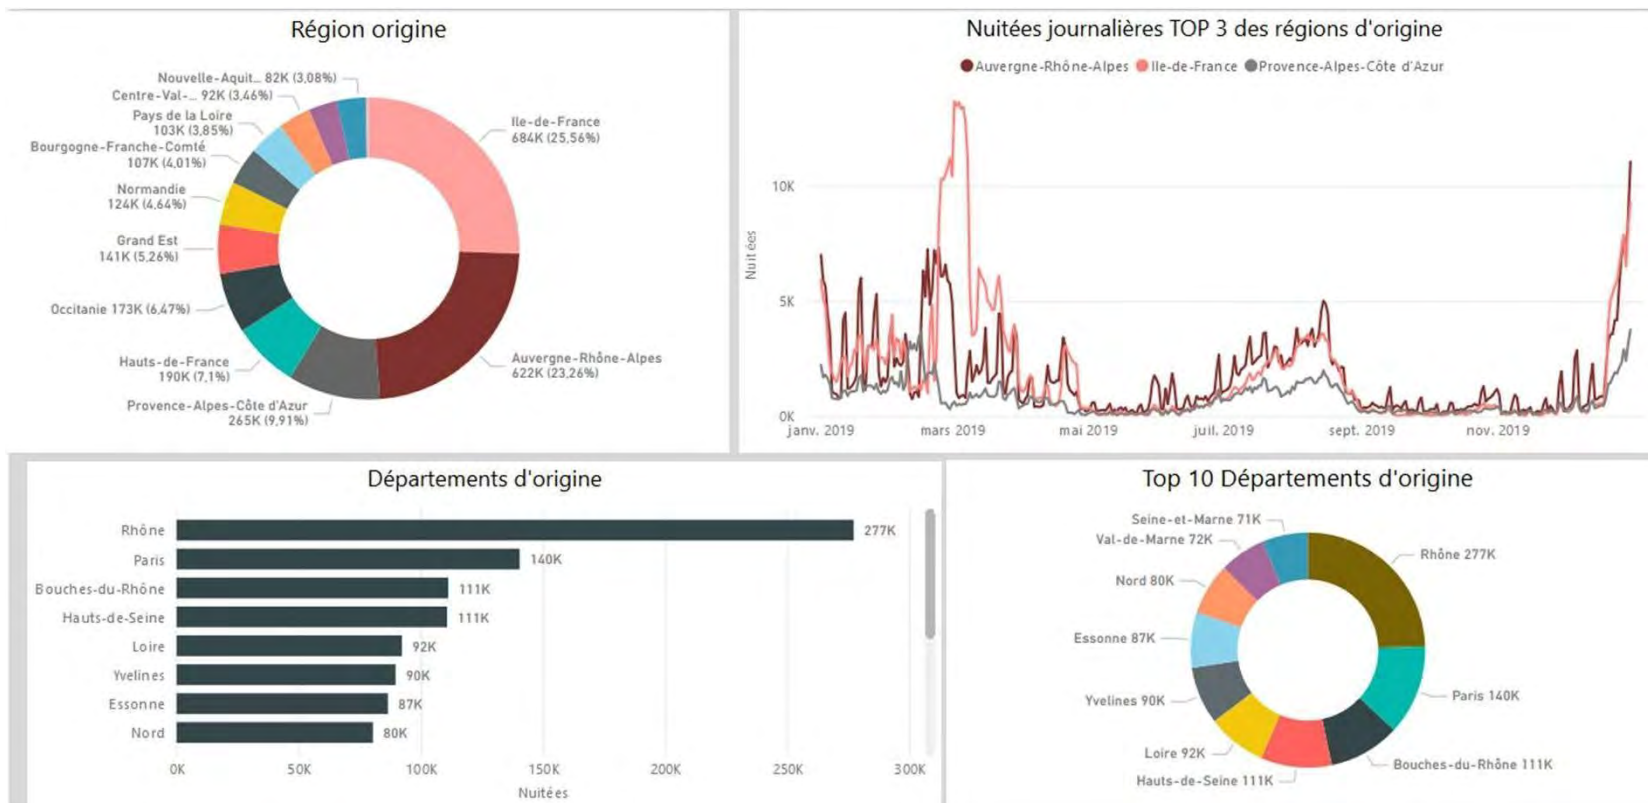 Région origine
Nouvelle-Aquit... 82K (3,08%)
Centre-Val-... 92K (3,46%)
Pays de la Loire
103K (3,85%)
Bourgogne-Franche-Comté
107K (4,01%)
Normandie
124K (4,64%)
Grand Est
141K (5,26%)
Occitanie 173K (6,47%)
Hauts-de-France
190K (7,1%)
Provence-Alpes-Côte d'Azur
265K (9,91%)
Ile-de-France
684K (25,56%)
Auvergne-Rhône-Alpes
622K (23,26%)
Nuitées journalières TOP 3 des régions d'origine
Auvergne-Rhône-Alpes Ile-de-France Provence-Alpes-Côte d'Azur
Nuitées
10K
5K
0K
janv. 2019 mars 2019 mai 2019 juil. 2019 sept. 2019 nov. 2019
Départements d'origine
Rhône 277K
Paris 140K
Bouches-du-Rhône 111K
Hauts-de-Seine 111K
Loire 92K
Yvelines 90K
Essonne 87K
Nord 80K
0K 50K 100K 150K 200K 250K 300K
Nuitées
Top 10 Départements d'origine
Seine-et-Marne 71K
Val-de-Marne 72K
Nord 80K
Essonne 87K
Yvelines 90K
Loire 92K
Hauts-de-Seine 111K
Rhône 277K
Paris 140K
Bouches-du-Rhône 111K